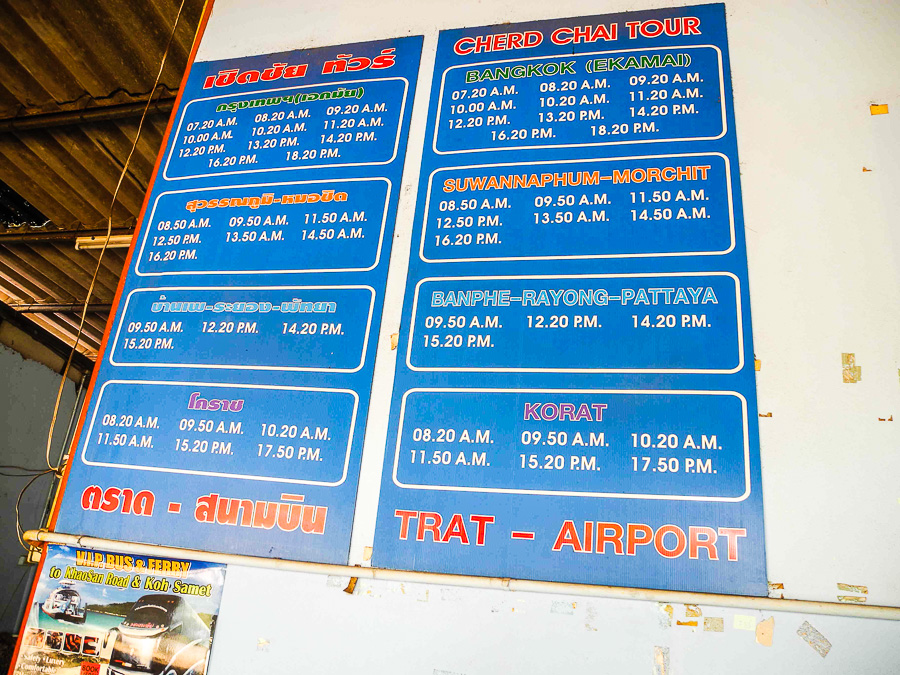 เชิดชัย ทัวร์
กรุงเทพฯ(เอกมัย)
07.20 A.M. 08.20 A.M. 09.20 A.M.
10.00 A.M. 10.20 A.M. 11.20 A.M.
12.20 P.M. 13.20 P.M. 14.20 P.M.
16.20 P.M. 18.20 P.M.
สุวรรณภูมิ-หมอชิต
08.50 A.M. 09.50 A.M. 11.50 A.M.
12.50 P.M. 13.50 A.M. 14.50 A.M.
16.20 P.M.
บ้านเพ-ระยอง-พัทยา
09.50 A.M. 12.20 P.M. 14.20 P.M.
15.20 P.M.
โคราช
08.20 A.M. 09.50 A.M. 10.20 A.M.
11.50 A.M. 15.20 P.M. 17.50 P.M.
ตราด - สนามบิน
CHERD CHAI TOUR
BANGKOK (EKAMAI)
07.20 A.M. 08.20 A.M. 09.20 A.M.
10.00 A.M. 10.20 A.M. 11.20 A.M.
12.20 P.M. 13.20 P.M. 14.20 P.M.
16.20 P.M. 18.20 P.M.
SUWANNAPHUM-MORCHIT
08.50 A.M. 09.50 A.M. 11.50 A.M.
12.50 P.M. 13.50 A.M. 14.50 A.M.
16.20 P.M.
BANPHE-RAYONG-PATTAYA
09.50 A.M. 12.20 P.M. 14.20 P.M.
15.20 P.M.
KORAT
08.20 A.M. 09.50 A.M. 10.20 A.M.
11.50 A.M. 15.20 P.M. 17.50 P.M.
TRAT - AIRPORT
V.I.P. BUS & FERRY
to KhaoSan Road & Koh Samet
Safety Luxury
Comfortable